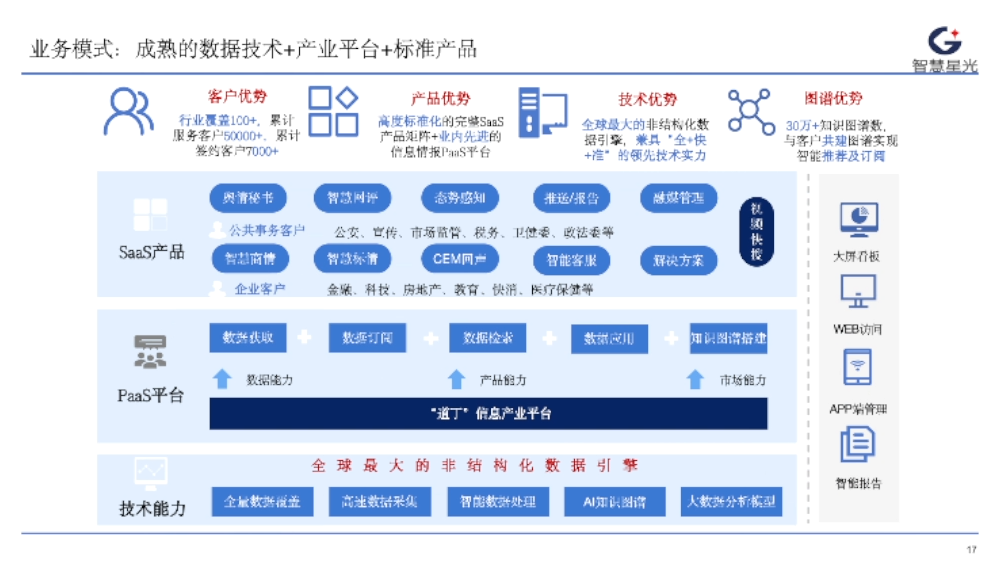 业务模式：成熟的数据技术+产业平台+标准产品
智慧星光
客户优势
行业覆盖100+，累计
服务客户50000+，累计
签约客户7000+
产品优势
高度标准化的完整SaaS
产品矩阵+业内先进的
信息情报PaaS平台
技术优势
全球最大的非结构化数
据引擎，兼具“全+快
+准”的领先技术实力
图谱优势
30万+知识图谱数，
与客户共建图谱实现
智能推荐及订阅
SaaS产品
舆情秘书
智慧网评
态势感知
推送/报告
融媒管理
公共事务客户
公安、宣传、市场监管、税务、卫健委、政法委等
智慧商情
智慧标情
CEM回声
智能客服
解决方案
企业客户
金融、科技、房地产、教育、快消、医疗保健等
视频快搜
PaaS平台
数据获取
数据订阅
数据检索
数据应用
知识图谱搭建
数据能力
产品能力
市场能力
“道丁”信息产业平台
技术能力
全球最大的非结构化数据引擎
全量数据覆盖
高速数据采集
智能数据处理
AI知识图谱
大数据分析模型
大屏看板
WEB访问
APP端管理
智能报告
17